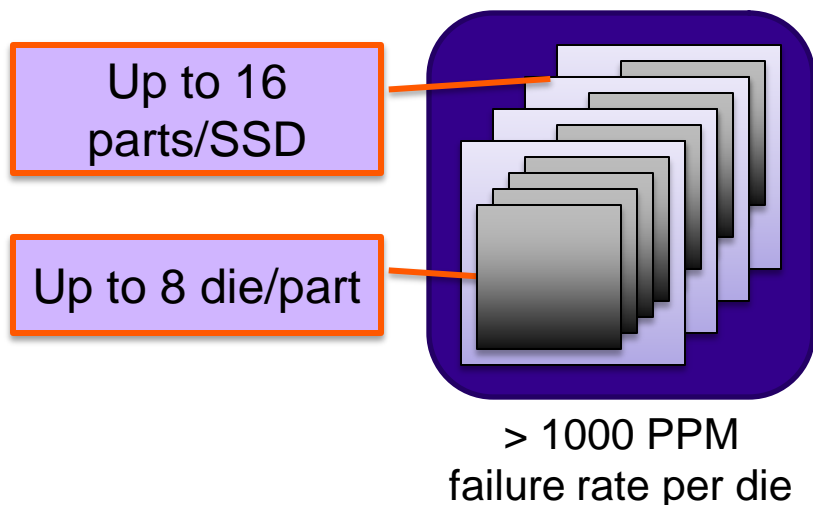 Up to 16
parts/SSD
Up to 8 die/part
> 1000 PPM
failure rate per die